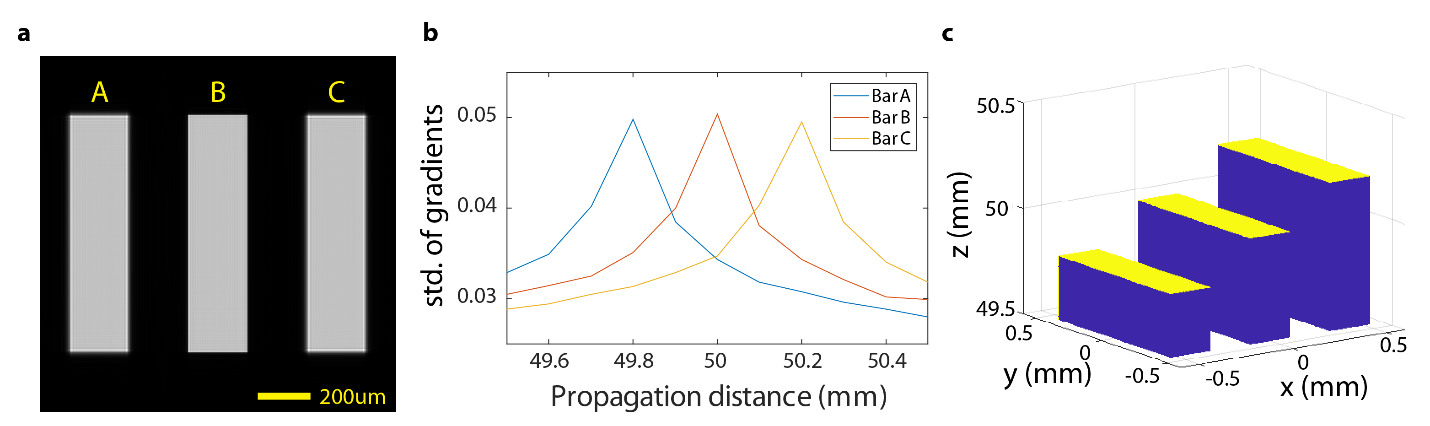 a
A
B
C
200um
b
std. of gradients
0.05
0.04
0.03
Bar A
Bar B
Bar C
49.6
49.8
50
50.2
50.4
Propagation distance (mm)
c
z (mm)
50.5
50
49.5
0.5
0
-0.5
y (mm)
-0.5
0
0.5
x (mm)